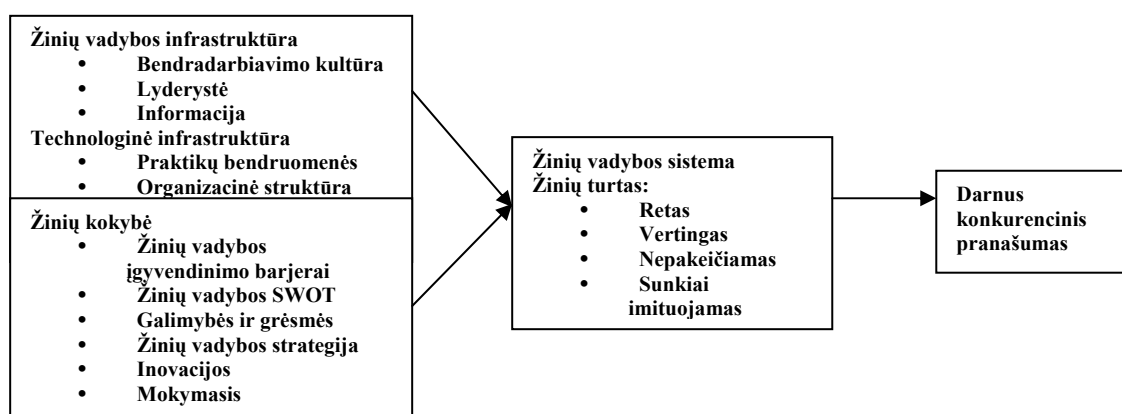 Žinių vadybos infrastruktūra
• Bendradarbiavimo kultūra
• Lyderystė
• Informacija
Technologinė infrastruktūra
• Praktikų bendruomenės
• Organizacinė struktūra
Žinių kokybė
• Žinių vadybos
įgyvendinimo barjerai
• Žinių vadybos SWOT
• Galimybės ir grėsmės
• Žinių vadybos strategija
• Inovacijos
• Mokymasis
Žinių vadybos sistema
Žinių turtas:
• Retas
• Vertingas
• Nepakeičiamas
• Sunkiai
imituojamas
Darnus
konkurencinis
pranašumas